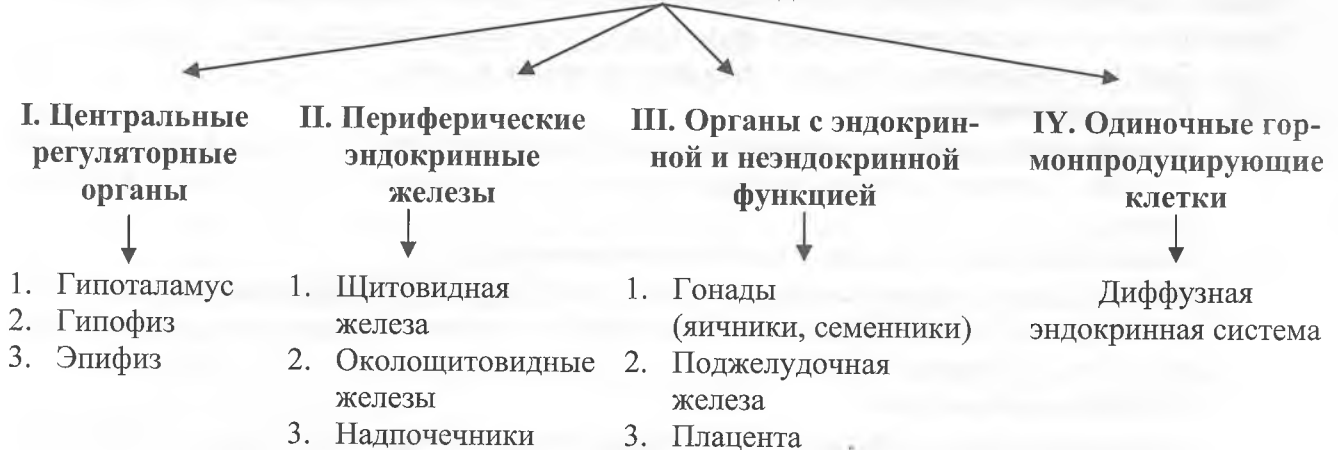 I. Центральные
регуляторные
органы
1. Гипоталамус
2. Гипофиз
3. Эпифиз
II. Периферические
эндокринные
железы
1. Щитовидная
железа
2. Околощитовидные
железы
3. Надпочечники
III. Органы с эндокрин-
ной и неэндокринной
функцией
1. Гонады
(яичники, семенники)
2. Поджелудочная
железа
3. Плацента
IY. Одиночные гор-
монпродуцирующие
клетки
Диффузная
эндокринная система